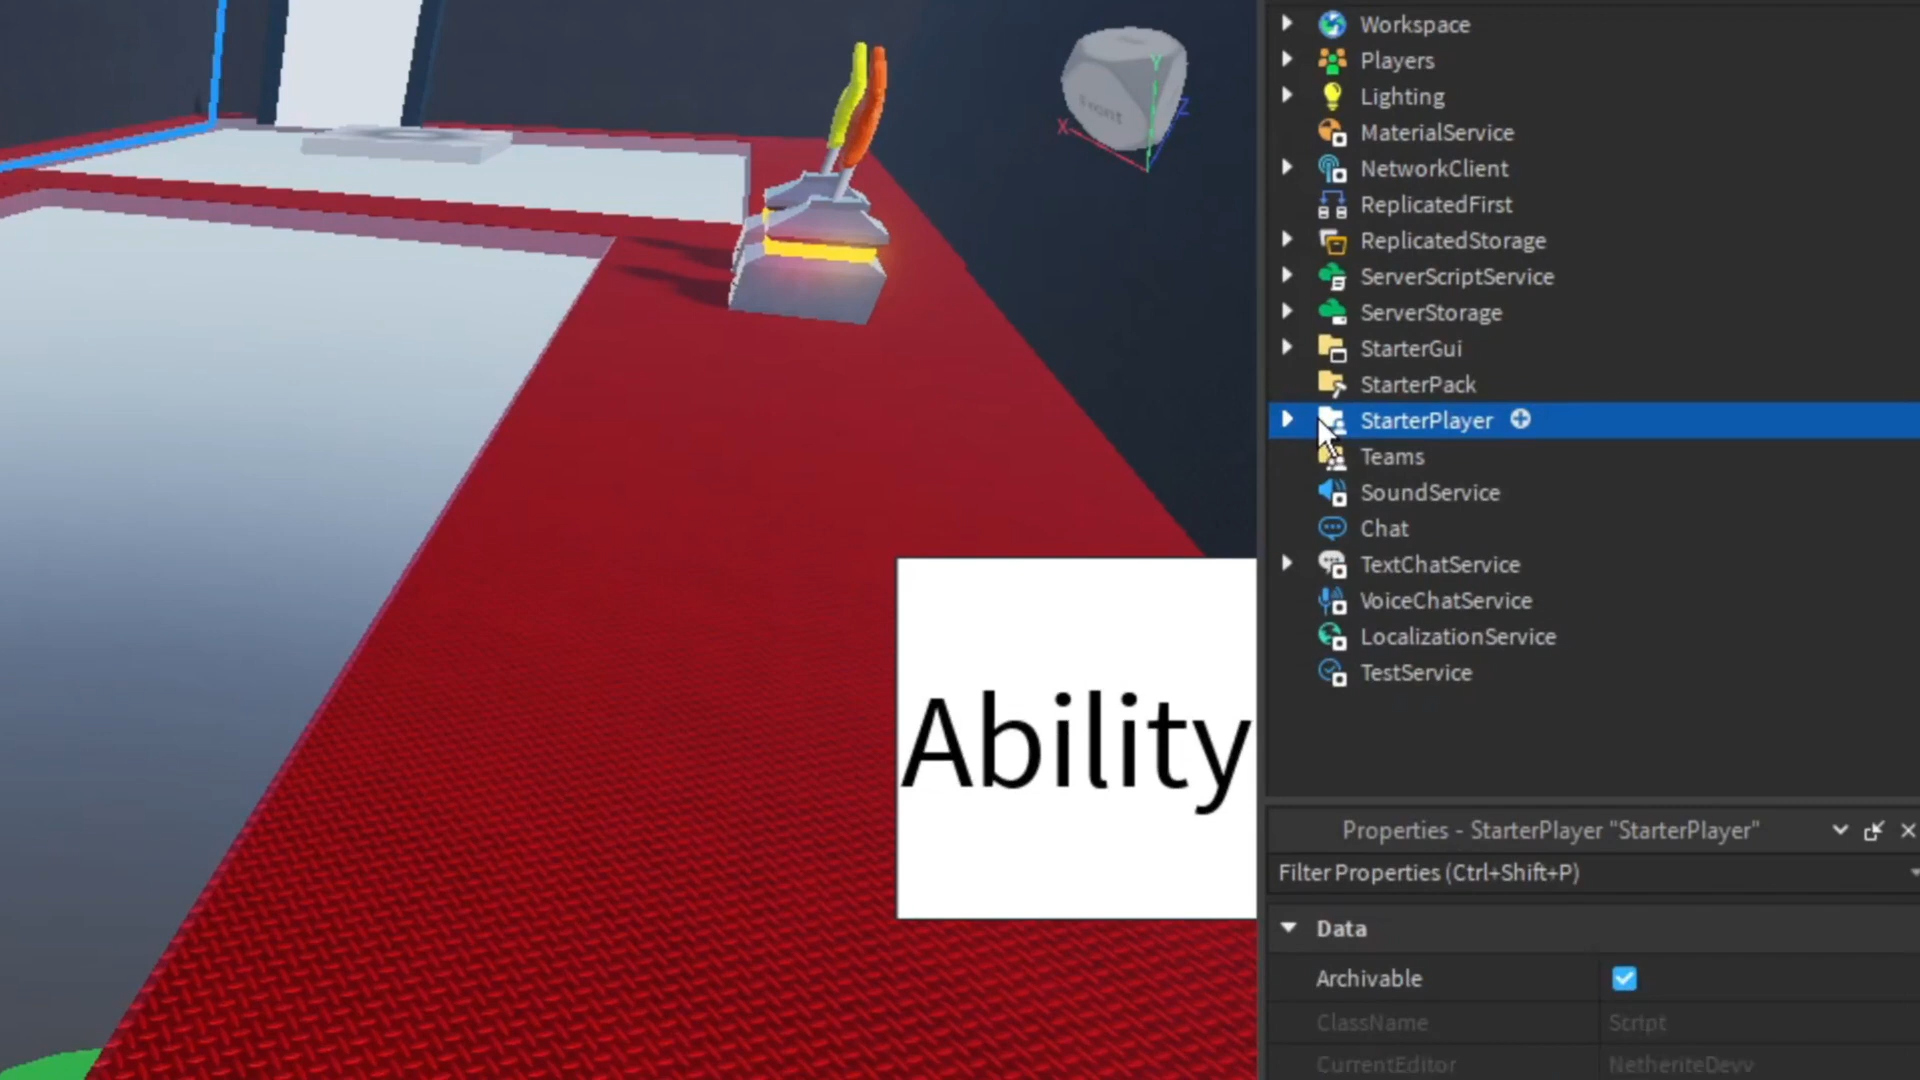 Front
X
Y
Z
Ability
Workspace
Players
Lighting
MaterialService
NetworkClient
ReplicatedFirst
ReplicatedStorage
ServerScriptService
ServerStorage
StarterGui
StarterPack
StarterPlayer
Teams
SoundService
Chat
TextChatService
VoiceChatService
LocalizationService
TestService
Properties - StarterPlayer "StarterPlayer"
Filter Properties (Ctrl+Shift+P)
Data
Archivable
ClassName Script
CurrentEditor NetheriteDevv